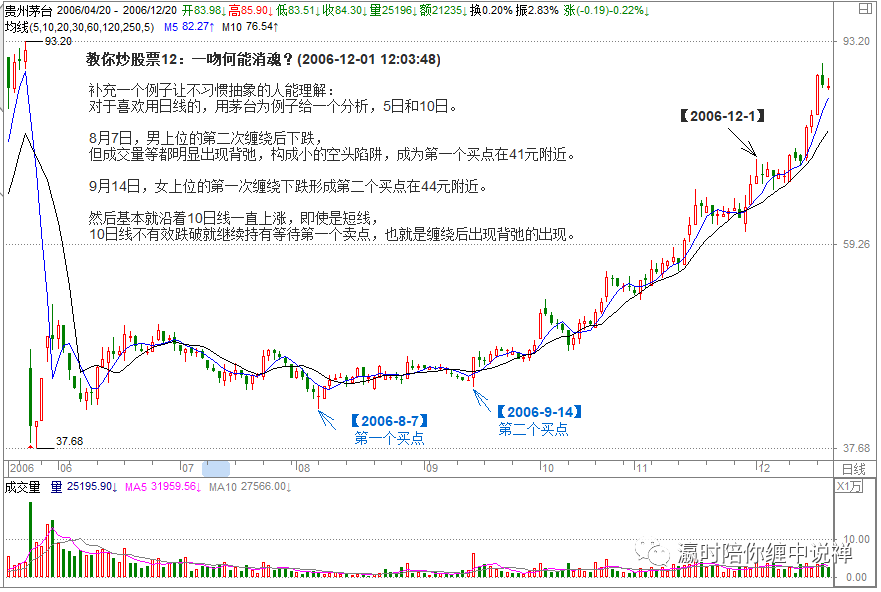 贵州茅台 2006/04/20 - 2006/12/20 开83.98↓高85.90↓低83.51↓收84.30↓量25196↓额21235↓换0.20%振2.83% 涨(-0.19)-0.22%↓
均线(5,10,20,30,60,120,250,5) M5 82.27↑ M10 76.54↑
93.20
93.20
教你炒股票12：一吻何能消魂？(2006-12-01 12:03:48)
补充一个例子让不习惯抽象的人能理解：
对于喜欢用日线的，用茅台为例子给一个分析，5日和10日。
【2006-12-1】
8月7日，男上位的第二次缠绕后下跌，
但成交量等都明显出现背弛，构成小的空头陷阱，成为第一个买点在41元附近。
9月14日，女上位的第一次缠绕下跌形成第二个买点在44元附近。
然后基本就沿着10日线一直上涨，即使是短线，
10日线不有效跌破就继续持有等待第一个卖点，也就是缠绕后出现背弛的出现。
59.26
【2006-8-7】
第一个买点
【2006-9-14】
第二个买点
37.68
37.68
2006 06 07 08 09 10 11 12 日线
成交量 量 25195.90↓ MA5 31959.56↓ MA10 27566.00↓
X1万
10.00
0.00
赢时陪你缠中说禅